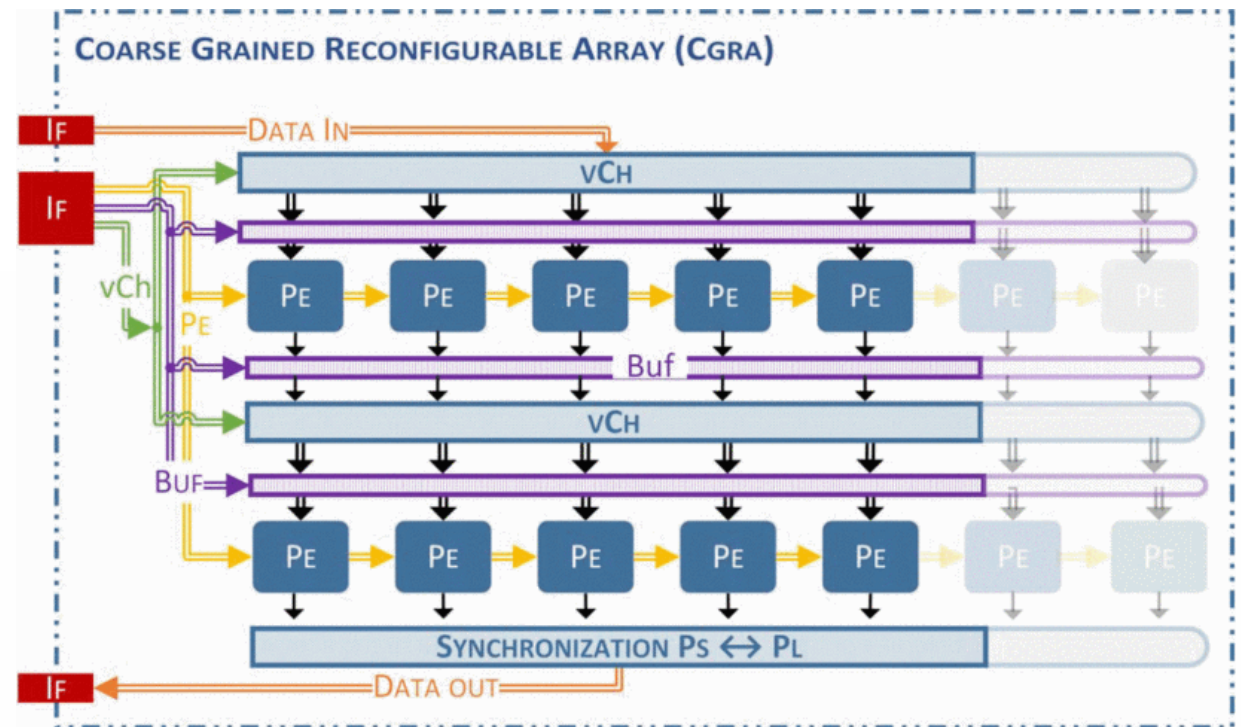 COARSE GRAINED RECONFIGURABLE ARRAY (CGRA)
IF
DATA IN
VCH
IF
vCh
PE PE PE PE PE PE PE
PE
Buf
VCH
BUF
PE PE PE PE PE PE PE
SYNCHRONIZATION PS ↔ PL
IF
DATA OUT